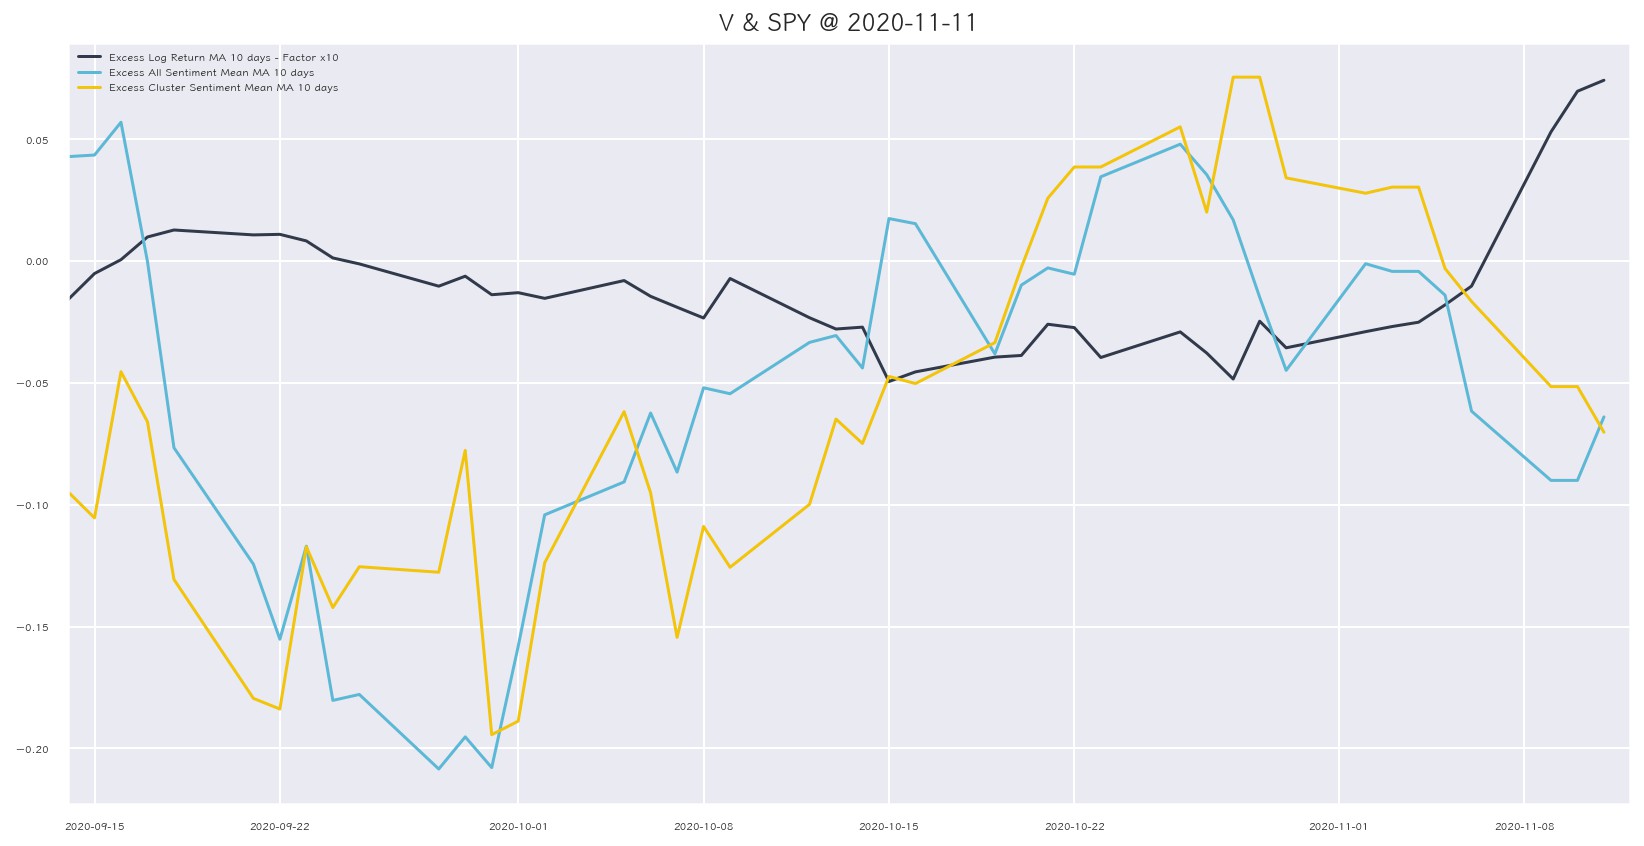 V & SPY @ 2020-11-11
Excess Log Return MA 10 days - Factor x10
Excess All Sentiment Mean MA 10 days
Excess Cluster Sentiment Mean MA 10 days
0.05
0.00
−0.05
−0.10
−0.15
−0.20
2020-09-15 2020-09-22 2020-10-01 2020-10-08 2020-10-15 2020-10-22 2020-11-01 2020-11-08